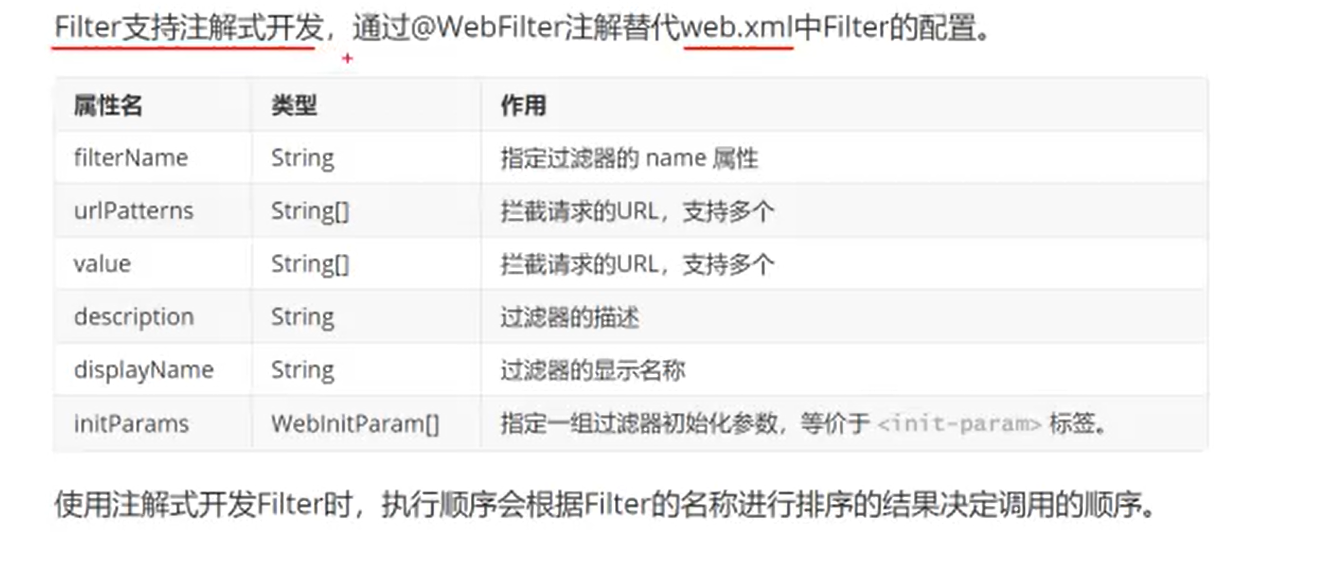 Filter支持注解式开发，通过@WebFilter注解替代web.xml中Filter的配置。
属性名 类型 作用
filterName String 指定过滤器的 name 属性
urlPatterns String[] 拦截请求的URL，支持多个
value String[] 拦截请求的URL，支持多个
description String 过滤器的描述
displayName String 过滤器的显示名称
initParams WebInitParam[] 指定一组过滤器初始化参数，等价于 <init-param> 标签。
使用注解式开发Filter时，执行顺序会根据Filter的名称进行排序的结果决定调用的顺序。